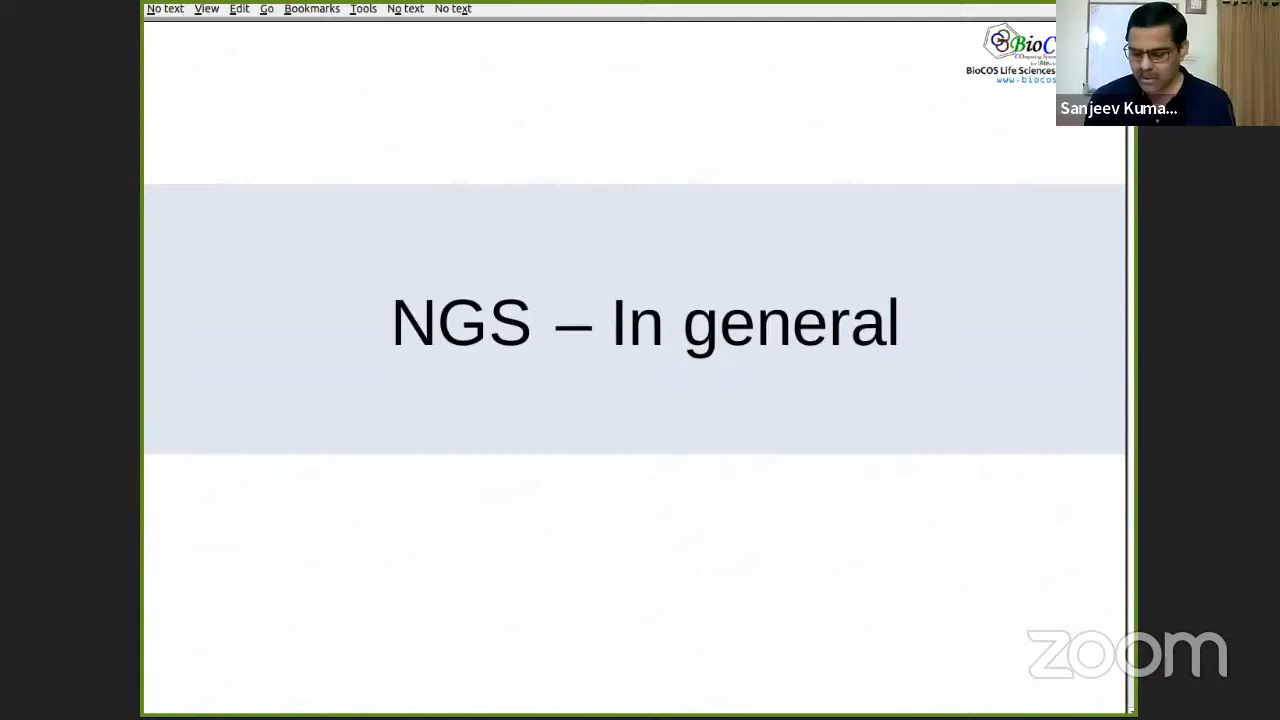 No text View Edit Go Bookmarks Tools No text No text
BioC
BioCOS Life Sciences
www.biocos
Sanjeev Kuma...
NGS – In general
zoom